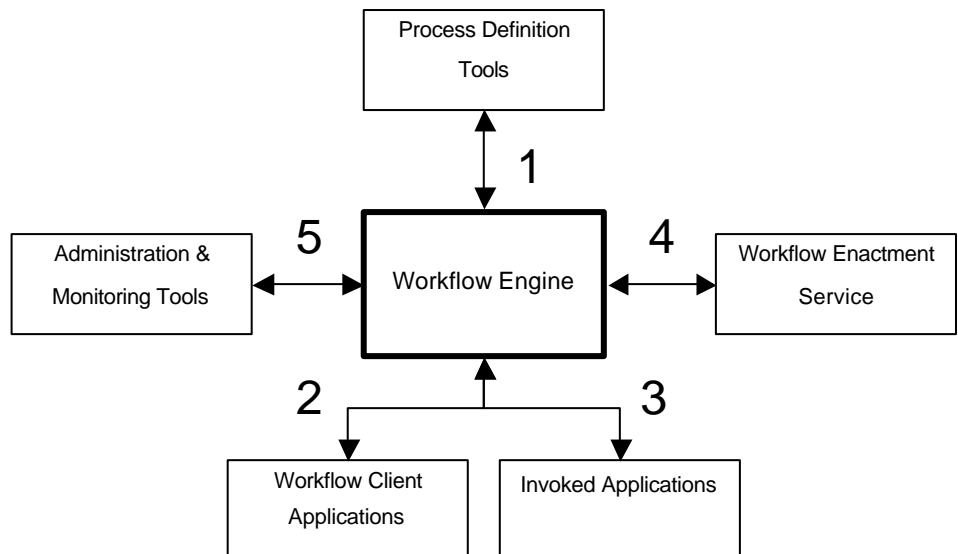 Process Definition
Tools
1
5
4
Administration &
Monitoring Tools
Workflow Engine
Workflow Enactment
Service
2
3
Workflow Client
Applications
Invoked Applications